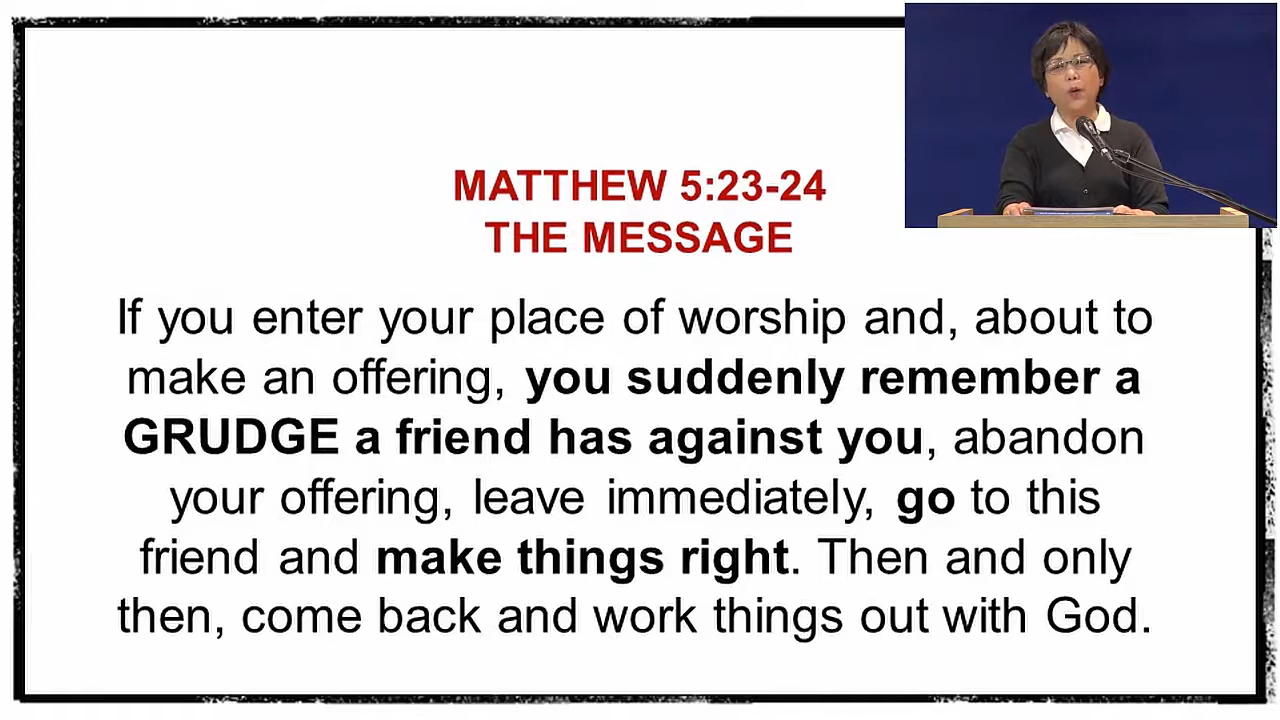 MATTHEW 5:23-24
THE MESSAGE
If you enter your place of worship and, about to
make an offering, you suddenly remember a
GRUDGE a friend has against you, abandon
your offering, leave immediately, go to this
friend and make things right. Then and only
then, come back and work things out with God.